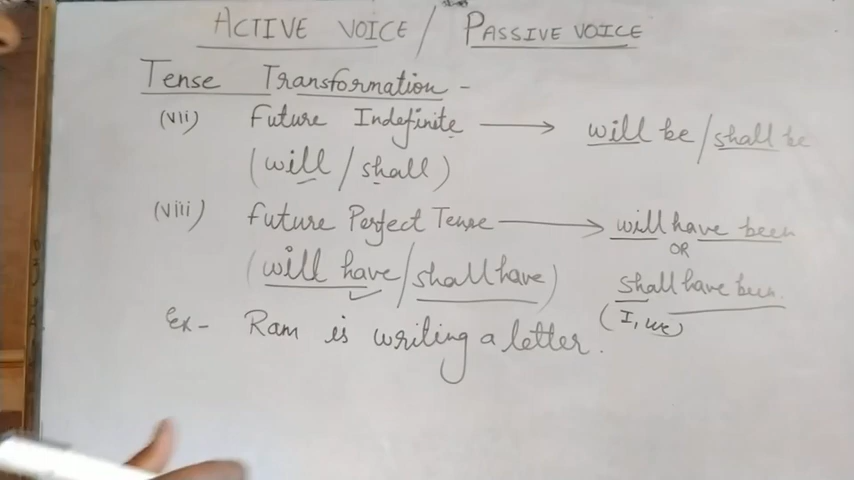 ACTIVE VOICE / PASSIVE VOICE
Tense Transformation -
(vii) Future Indefinite → will be / shall be
(will / shall)
(viii) Future Perfect Tense → will have been
OR
(will have / shall have) shall have been.
(I, we)
Ex- Ram is writing a letter.